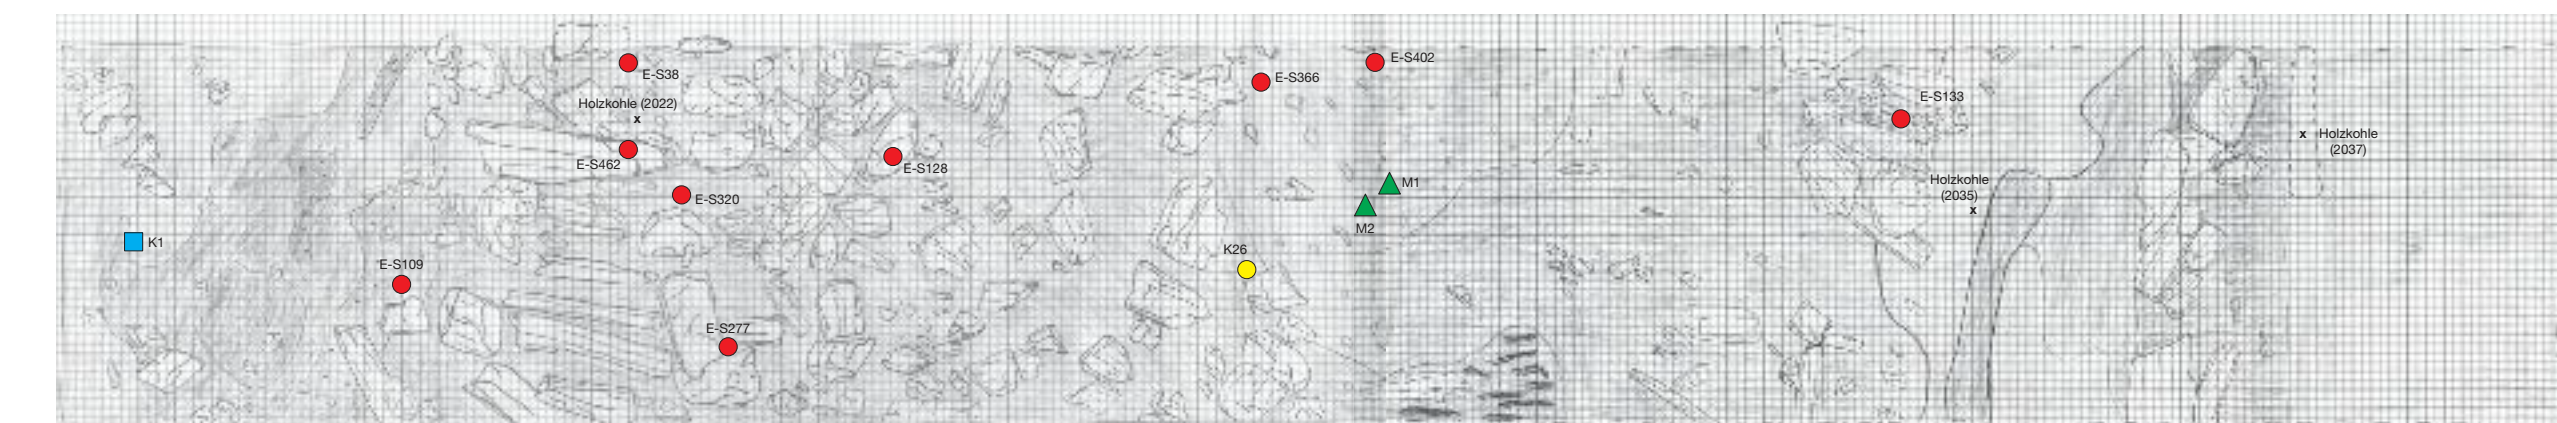 E-S38
Holzkohle (2022)
x
E-S462
E-S320
E-S128
K1
E-S109
E-S277
E-S366
E-S402
M1
M2
K26
E-S133
Holzkohle
(2035)
x
x Holzkohle
(2037)